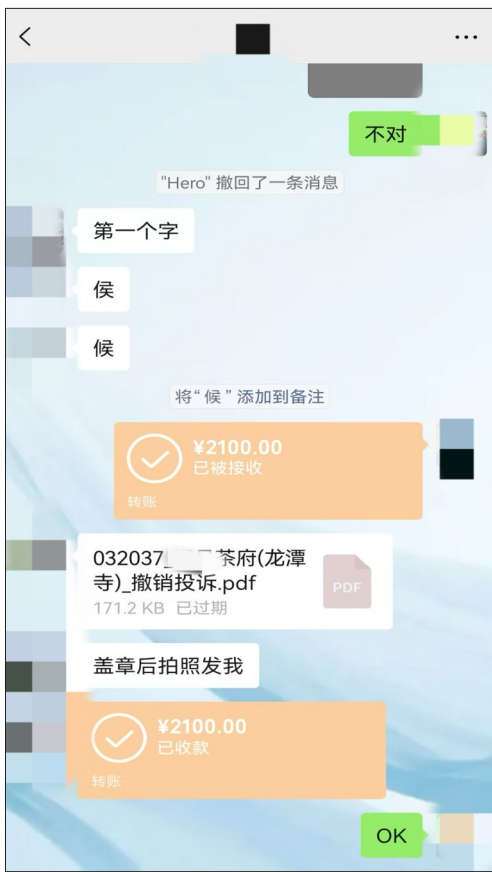 不对
"Hero" 撤回了一条消息
第一个字
侯
候
将“候”添加到备注
¥2100.00
已被接收
转账
032037_ 茶府(龙潭
寺)_撤销投诉.pdf
PDF
171.2 KB 已过期
盖章后拍照发我
¥2100.00
已收款
转账
OK